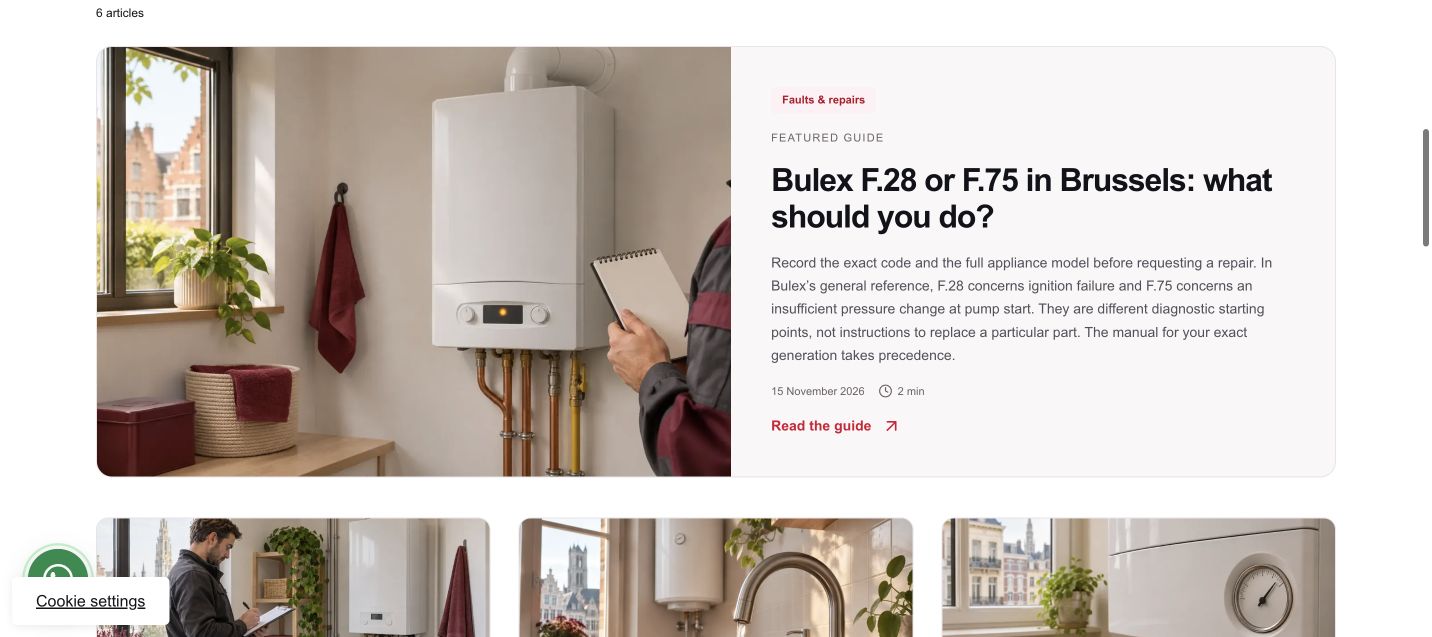 6 articles
Faults & repairs
FEATURED GUIDE
Bulex F.28 or F.75 in Brussels: what
should you do?
Record the exact code and the full appliance model before requesting a repair. In
Bulex’s general reference, F.28 concerns ignition failure and F.75 concerns an
insufficient pressure change at pump start. They are different diagnostic starting
points, not instructions to replace a particular part. The manual for your exact
generation takes precedence.
15 November 2026 2 min
Read the guide
Cookie settings